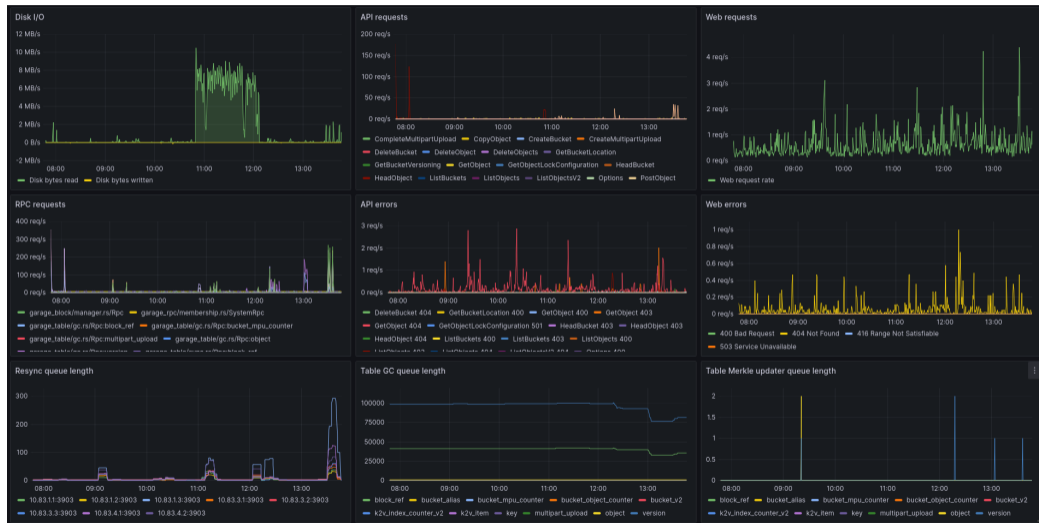 Disk I/O
12 MB/s
10 MB/s
8 MB/s
6 MB/s
4 MB/s
2 MB/s
0 B/s
-2 MB/s
08:00 09:00 10:00 11:00 12:00 13:00
Disk bytes read Disk bytes written
API requests
200 req/s
150 req/s
100 req/s
50 req/s
0 req/s
08:00 09:00 10:00 11:00 12:00 13:00
CompleteMultipartUpload CopyObject CreateBucket CreateMultipartUpload
DeleteBucket DeleteObject DeleteObjects GetBucketLocation
GetBucketVersioning GetObject GetObjectLockConfiguration HeadBucket
HeadObject ListBuckets ListObjects ListObjectsV2 Options PostObject
Web requests
4 req/s
3 req/s
2 req/s
1 req/s
0 req/s
08:00 09:00 10:00 11:00 12:00 13:00
Web request rate
RPC requests
400 req/s
300 req/s
200 req/s
100 req/s
0 req/s
08:00 09:00 10:00 11:00 12:00 13:00
garage_block/manager.rs/Rpc garage_rpc/membership.rs/SystemRpc
garage_table/gc.rs/Rpc:block_ref garage_table/gc.rs/Rpc:bucket_mpu_counter
garage_table/gc.rs/Rpc:multipart_upload garage_table/gc.rs/Rpc:object
API errors
3 req/s
2 req/s
1 req/s
0 req/s
08:00 09:00 10:00 11:00 12:00 13:00
DeleteBucket 404 GetBucketLocation 400 GetObject 400 GetObject 403
GetObject 404 GetObjectLockConfiguration 501 HeadBucket 403 HeadObject 403
HeadObject 404 ListBuckets 400 ListBuckets 403 ListObjects 400
Web errors
1 req/s
0.8 req/s
0.6 req/s
0.4 req/s
0.2 req/s
0 req/s
08:00 09:00 10:00 11:00 12:00 13:00
400 Bad Request 404 Not Found 416 Range Not Satisfiable
503 Service Unavailable
Resync queue length
300
200
100
0
08:00 09:00 10:00 11:00 12:00 13:00
10.83.1.1:3903 10.83.1.2:3903 10.83.1.3:3903 10.83.3.1:3903 10.83.3.2:3903
10.83.3.3:3903 10.83.4.1:3903 10.83.4.2:3903
Table GC queue length
100000
75000
50000
25000
0
08:00 09:00 10:00 11:00 12:00 13:00
block_ref bucket_alias bucket_mpu_counter bucket_object_counter bucket_v2
k2v_index_counter_v2 k2v_item key multipart_upload object version
Table Merkle updater queue length
2
1.5
1
0.5
0
08:00 09:00 10:00 11:00 12:00 13:00
block_ref bucket_alias bucket_mpu_counter bucket_object_counter bucket_v2
k2v_index_counter_v2 k2v_item key multipart_upload object version